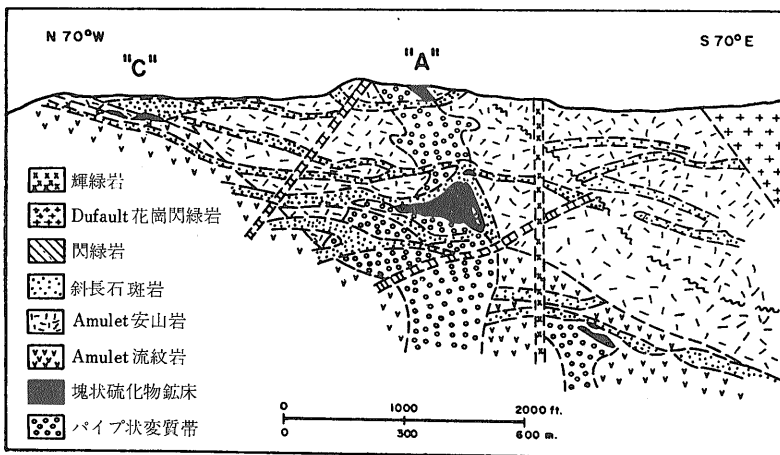 N 70°W
S 70°E
"C"
"A"
輝緑岩
Dufault 花崗閃緑岩
閃緑岩
斜長石斑岩
Amulet 安山岩
Amulet 流紋岩
塊状硫化物鉱床
パイプ状変質帯
0 1000 2000 ft.
0 300 600 m.